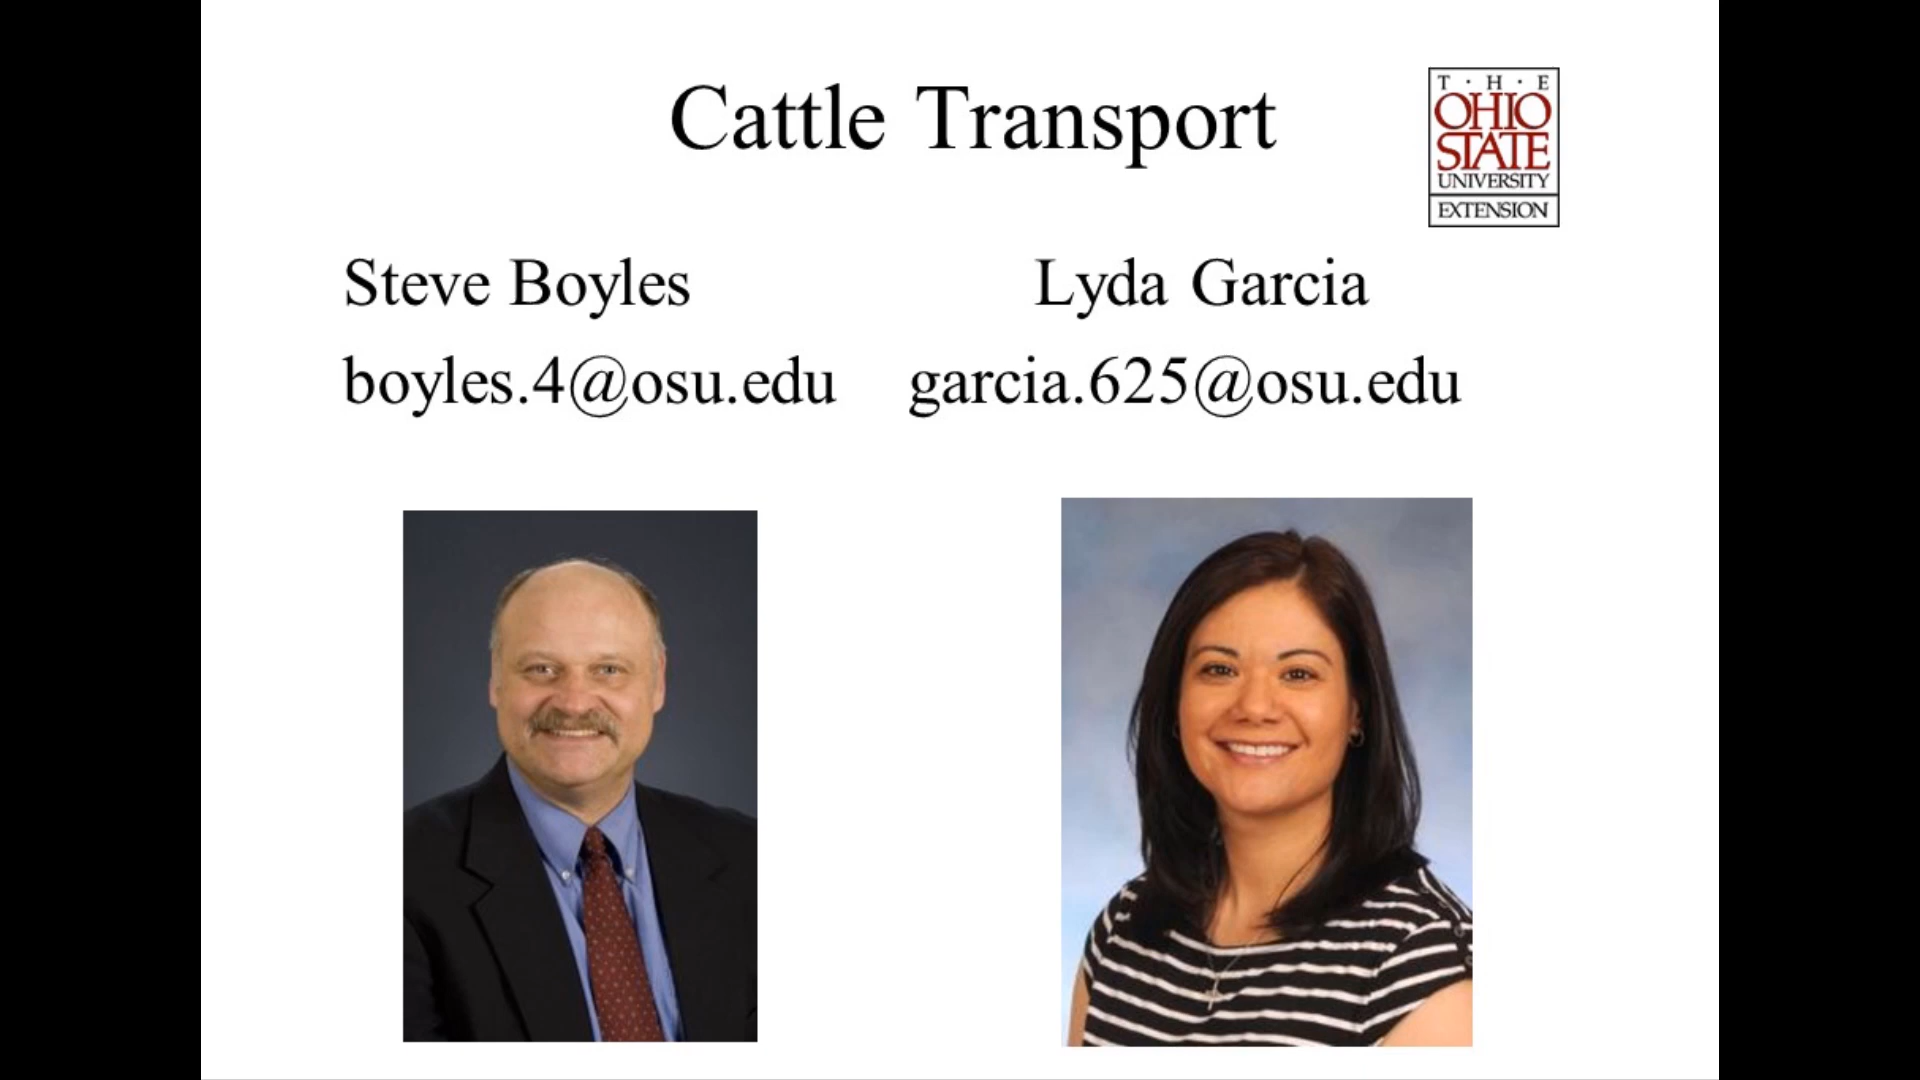 Cattle Transport
T · H · E
OHIO
STATE
UNIVERSITY
EXTENSION
Steve Boyles
Lyda Garcia
boyles.4@osu.edu
garcia.625@osu.edu